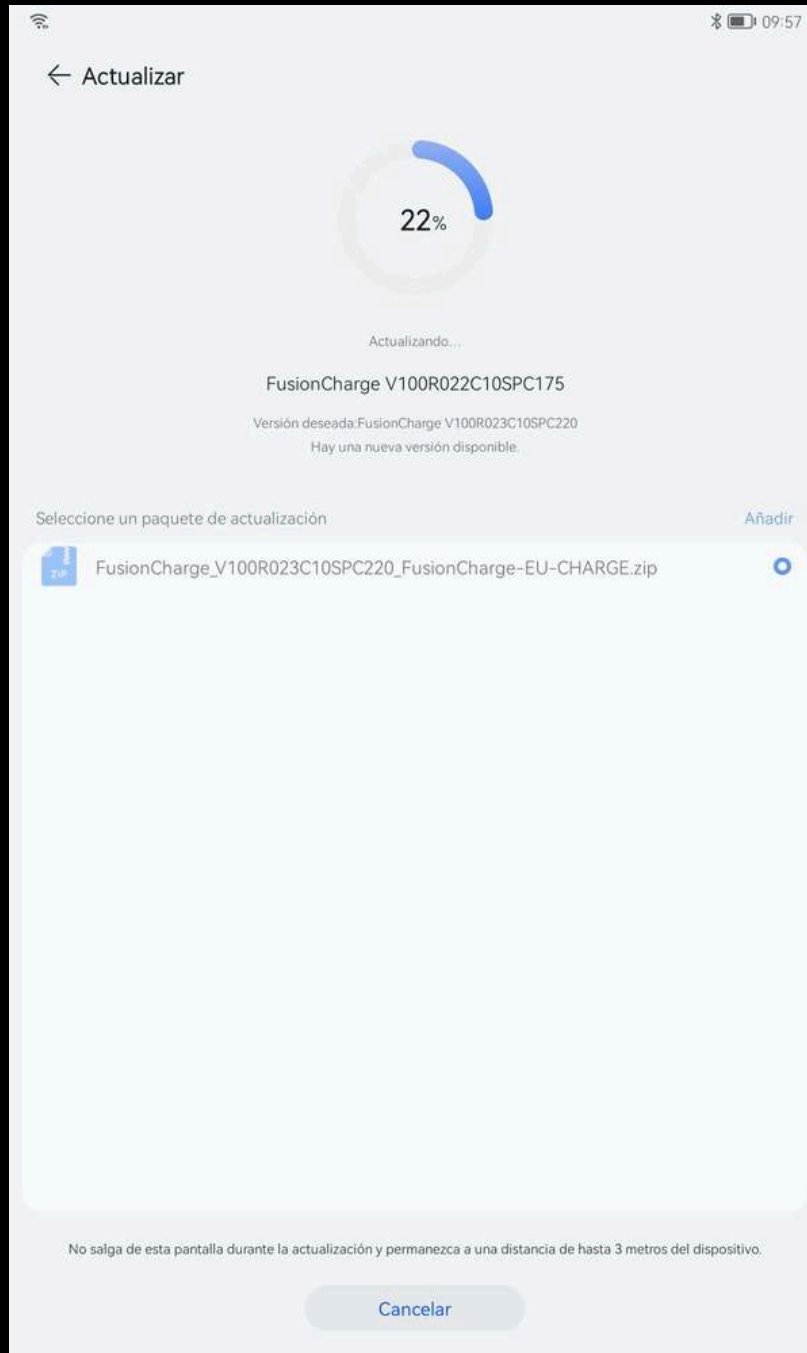 09:57
Actualizar
22%
Actualizando...
FusionCharge V100R022C10SPC175
Versión deseada:FusionCharge V100R023C10SPC220
Hay una nueva versión disponible.
Seleccione un paquete de actualización
Añadir
ZIP
FusionCharge_V100R023C10SPC220_FusionCharge-EU-CHARGE.zip
No salga de esta pantalla durante la actualización y permanezca a una distancia de hasta 3 metros del dispositivo.
Cancelar